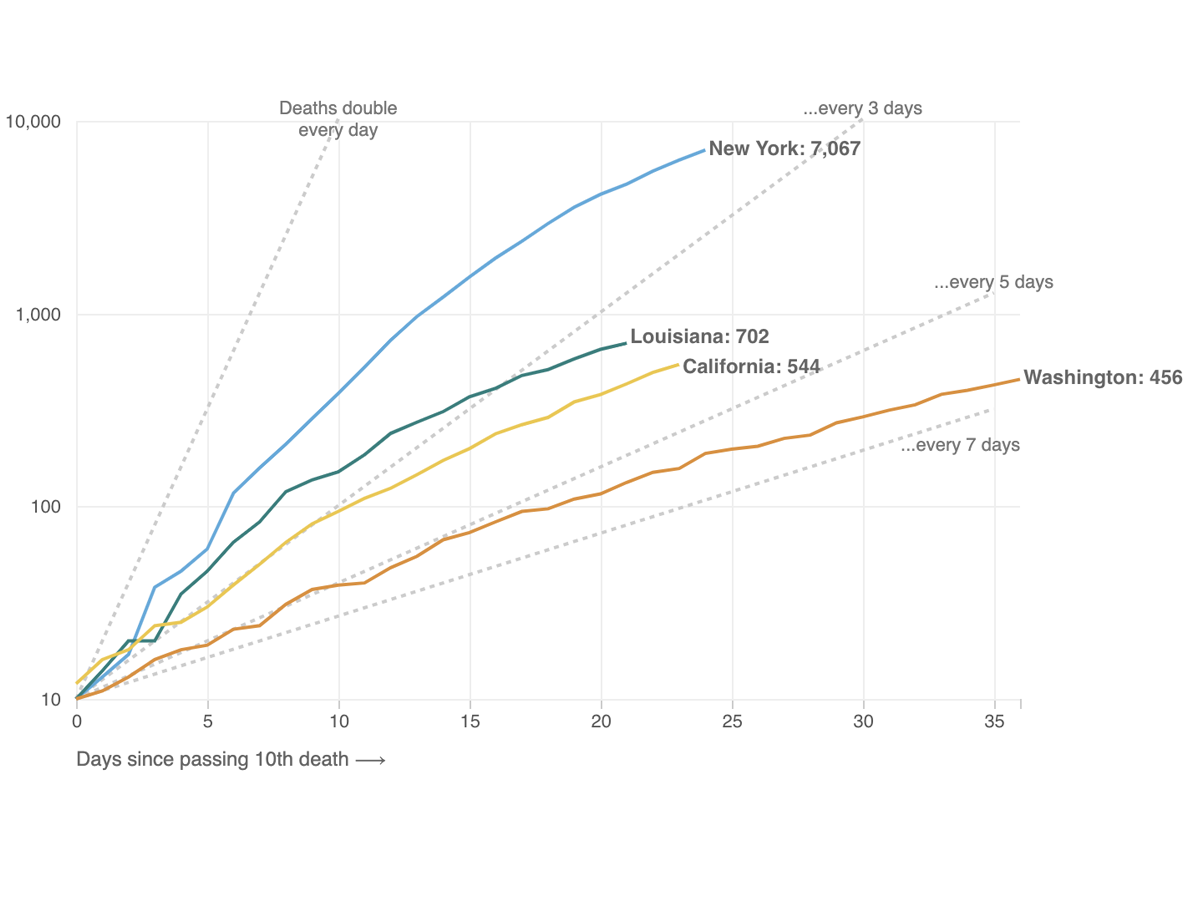 Deaths double
every day
...every 3 days
10,000
New York: 7,067
...every 5 days
1,000
Louisiana: 702
California: 544
Washington: 456
...every 7 days
100
10
0 5 10 15 20 25 30 35
Days since passing 10th death →